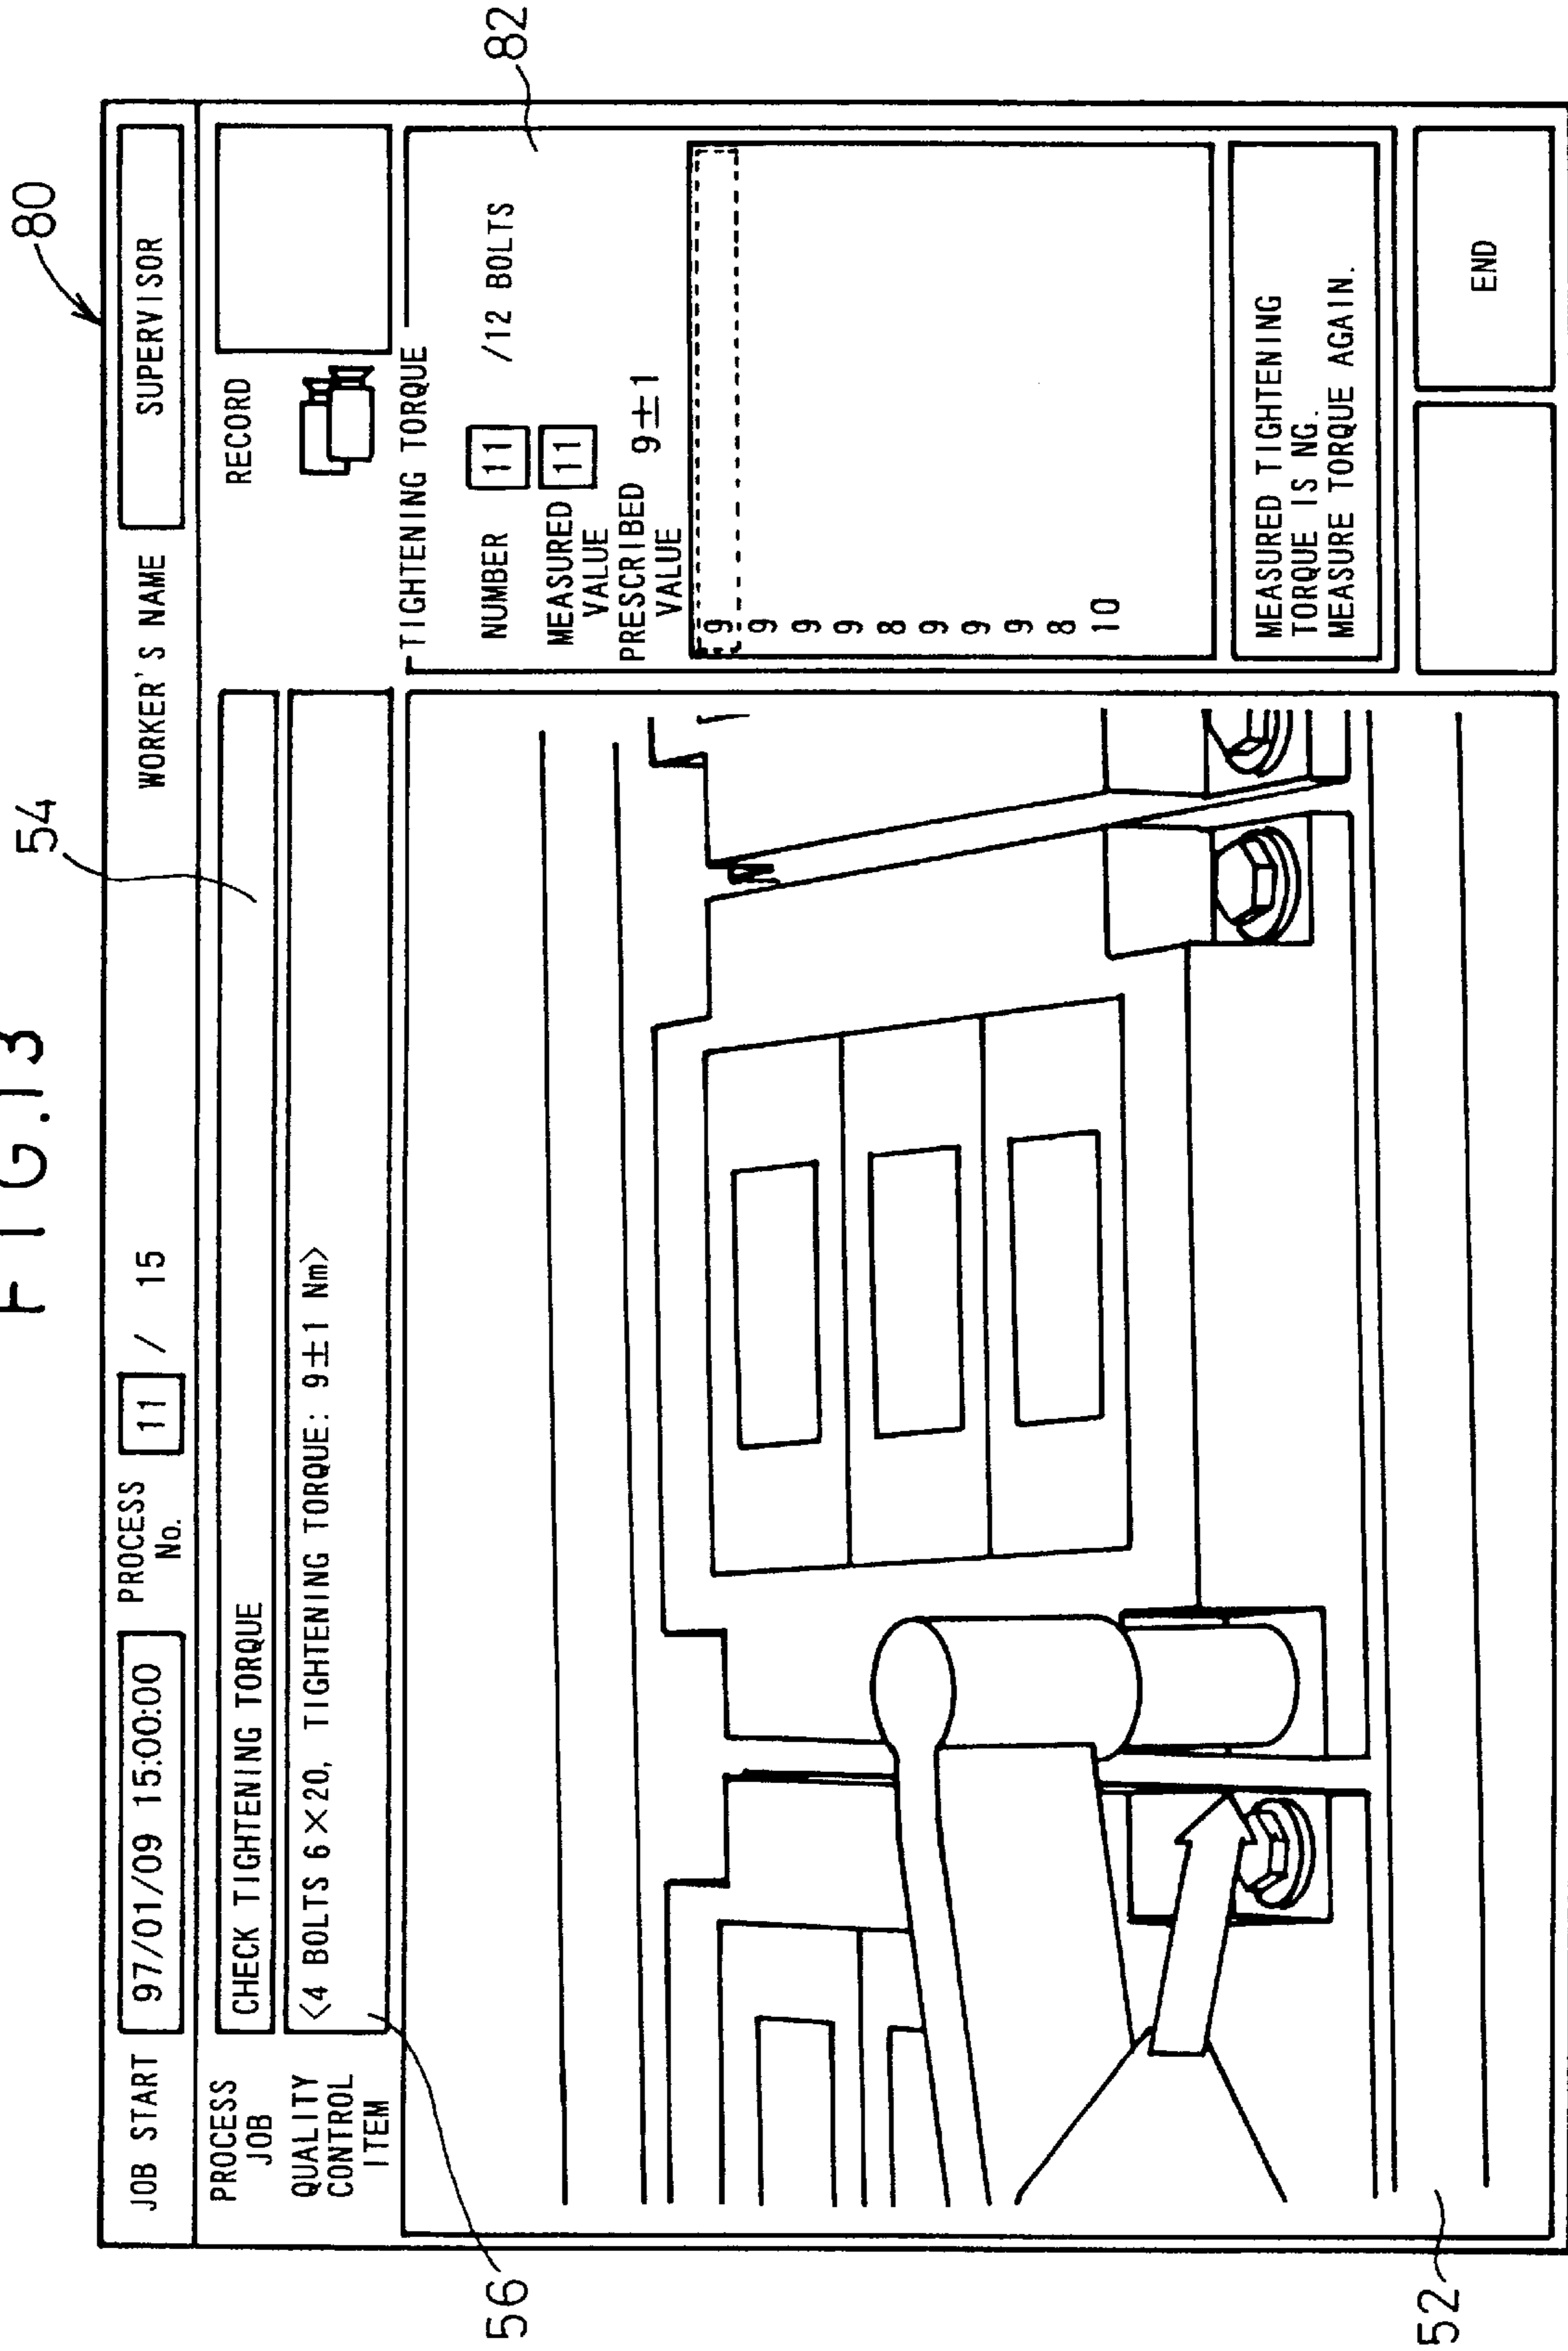 FIG.13
80
54
JOB START 97/01/09 15:00:00 PROCESS No. 11 / 15 WORKER'S NAME SUPERVISOR
PROCESS
JOB
CHECK TIGHTENING TORQUE
RECORD
QUALITY
CONTROL
ITEM
<4 BOLTS 6×20, TIGHTENING TORQUE: 9±1 Nm>
56
TIGHTENING TORQUE
82
NUMBER 11 /12 BOLTS
MEASURED
VALUE
11
PRESCRIBED
VALUE
9±1
9
9
9
9
8
9
9
9
8
10
MEASURED TIGHTENING
TORQUE IS NG.
MEASURE TORQUE AGAIN.
END
52